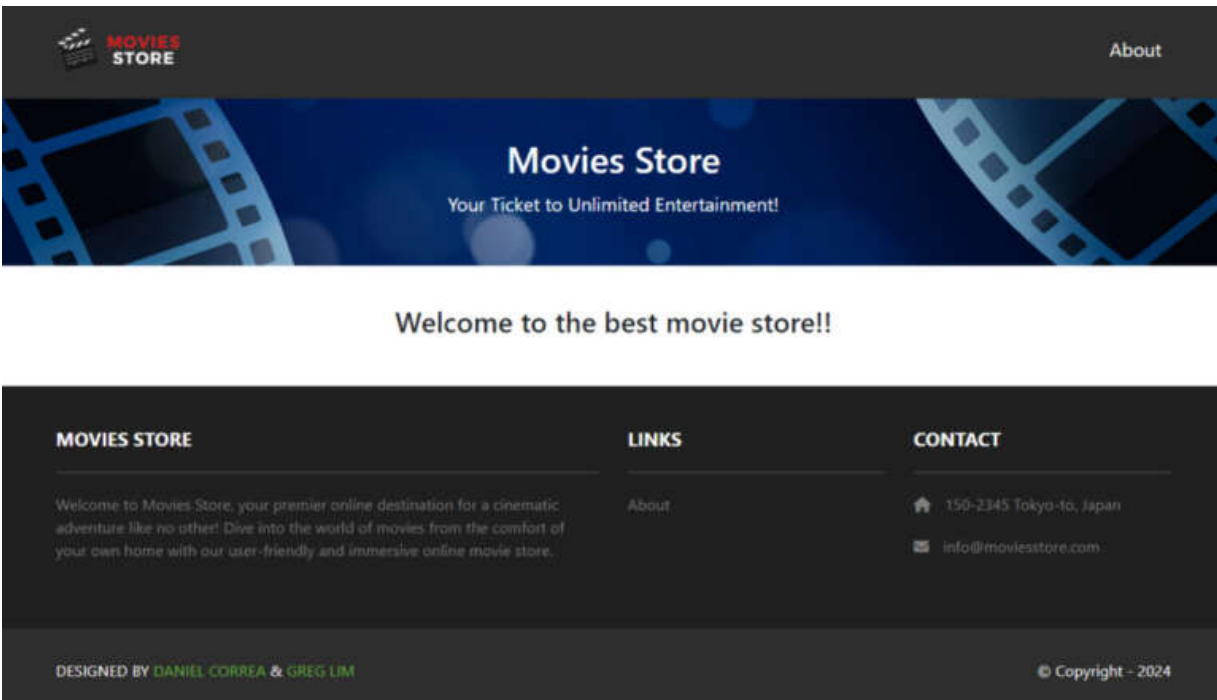 MOVIES
STORE
About
Movies Store
Your Ticket to Unlimited Entertainment!
Welcome to the best movie store!!
MOVIES STORE
Welcome to Movies Store, your premier online destination for a cinematic
adventure like no other! Dive into the world of movies from the comfort of
your own home with our user-friendly and immersive online movie store.
LINKS
About
CONTACT
150-2345 Tokyo-to, Japan
info@moviesstore.com
DESIGNED BY DANIEL CORREA & GREG LIM
© Copyright - 2024